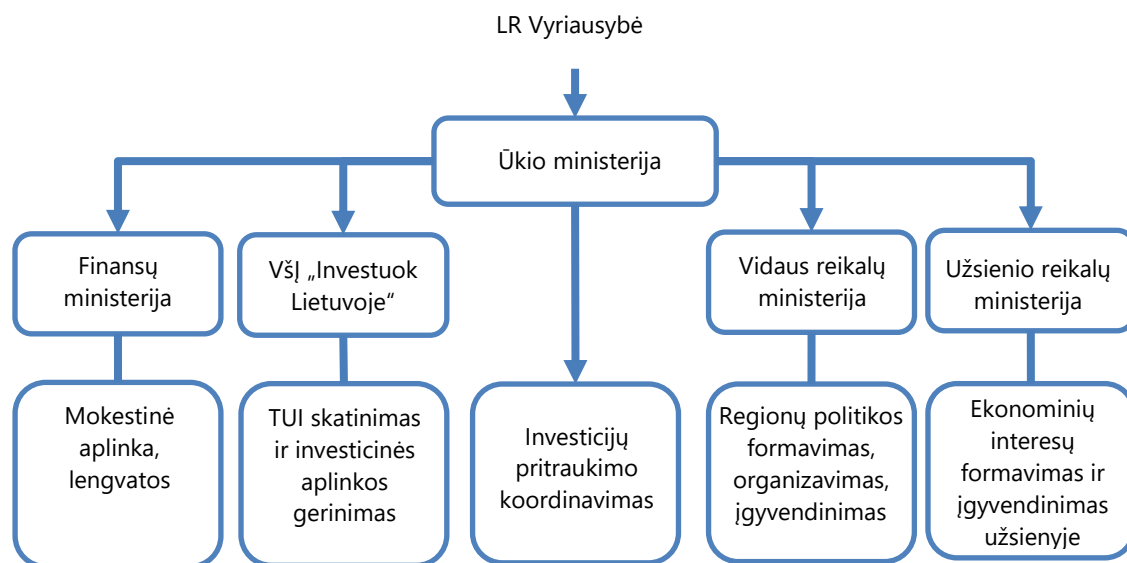 LR Vyriausybė
Ūkio ministerija
Finansų
ministerija
VšĮ „Investuok
Lietuvoje“
Vidaus reikalų
ministerija
Užsienio reikalų
ministerija
Mokestinė
aplinka,
lengvatos
TUI skatinimas
ir investicinės
aplinkos
gerinimas
Investicijų
pritraukimo
koordinavimas
Regionų politikos
formavimas,
organizavimas,
įgyvendinimas
Ekonominių
interesų
formavimas ir
įgyvendinimas
užsienyje